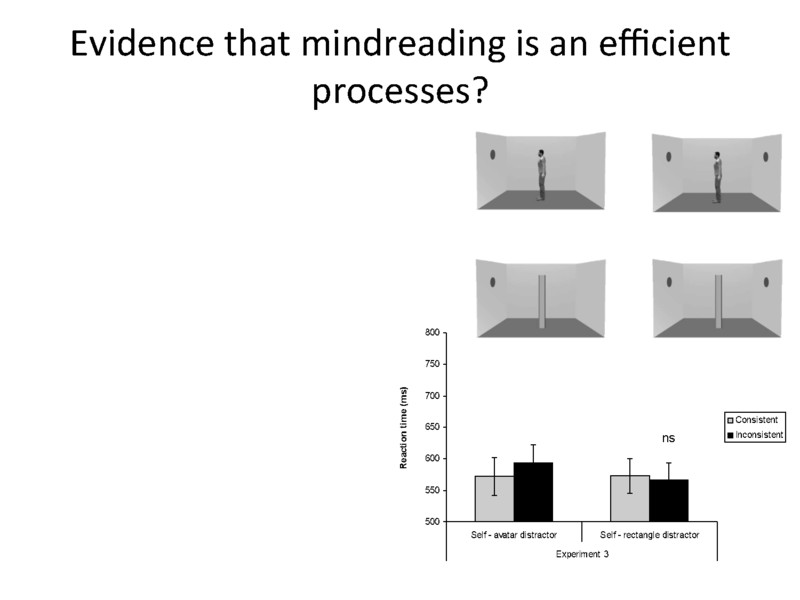 Evidence that mindreading is an efficient
processes?
800
750
700
650
600
550
500
Reaction time (ms)
ns
Consistent
Inconsistent
Self - avatar distractor
Self - rectangle distractor
Experiment 3